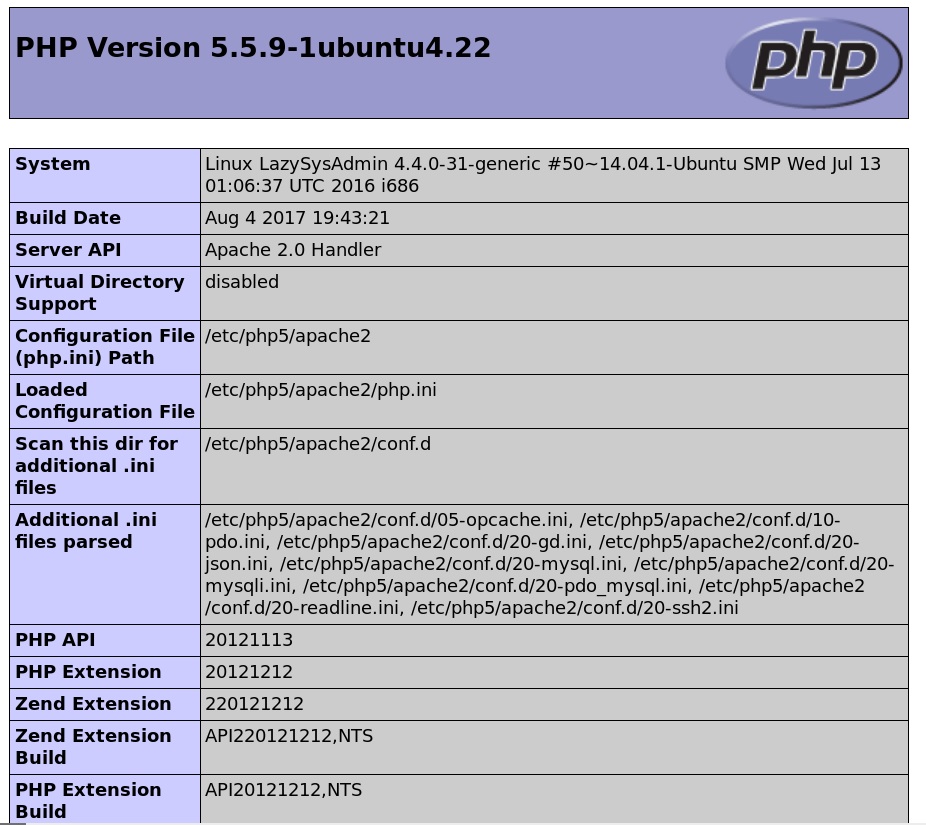 PHP Version 5.5.9-1ubuntu4.22
php
System
Linux LazySysAdmin 4.4.0-31-generic #50~14.04.1-Ubuntu SMP Wed Jul 13
01:06:37 UTC 2016 i686
Build Date
Aug 4 2017 19:43:21
Server API
Apache 2.0 Handler
Virtual Directory
Support
disabled
Configuration File
(php.ini) Path
/etc/php5/apache2
Loaded
Configuration File
/etc/php5/apache2/php.ini
Scan this dir for
additional .ini
files
/etc/php5/apache2/conf.d
Additional .ini
files parsed
/etc/php5/apache2/conf.d/05-opcache.ini, /etc/php5/apache2/conf.d/10-
pdo.ini, /etc/php5/apache2/conf.d/20-gd.ini, /etc/php5/apache2/conf.d/20-
json.ini, /etc/php5/apache2/conf.d/20-mysql.ini, /etc/php5/apache2/conf.d/20-
mysqli.ini, /etc/php5/apache2/conf.d/20-pdo_mysql.ini, /etc/php5/apache2
/conf.d/20-readline.ini, /etc/php5/apache2/conf.d/20-ssh2.ini
PHP API
20121113
PHP Extension
20121212
Zend Extension
220121212
Zend Extension
Build
API220121212,NTS
PHP Extension
Build
API20121212,NTS